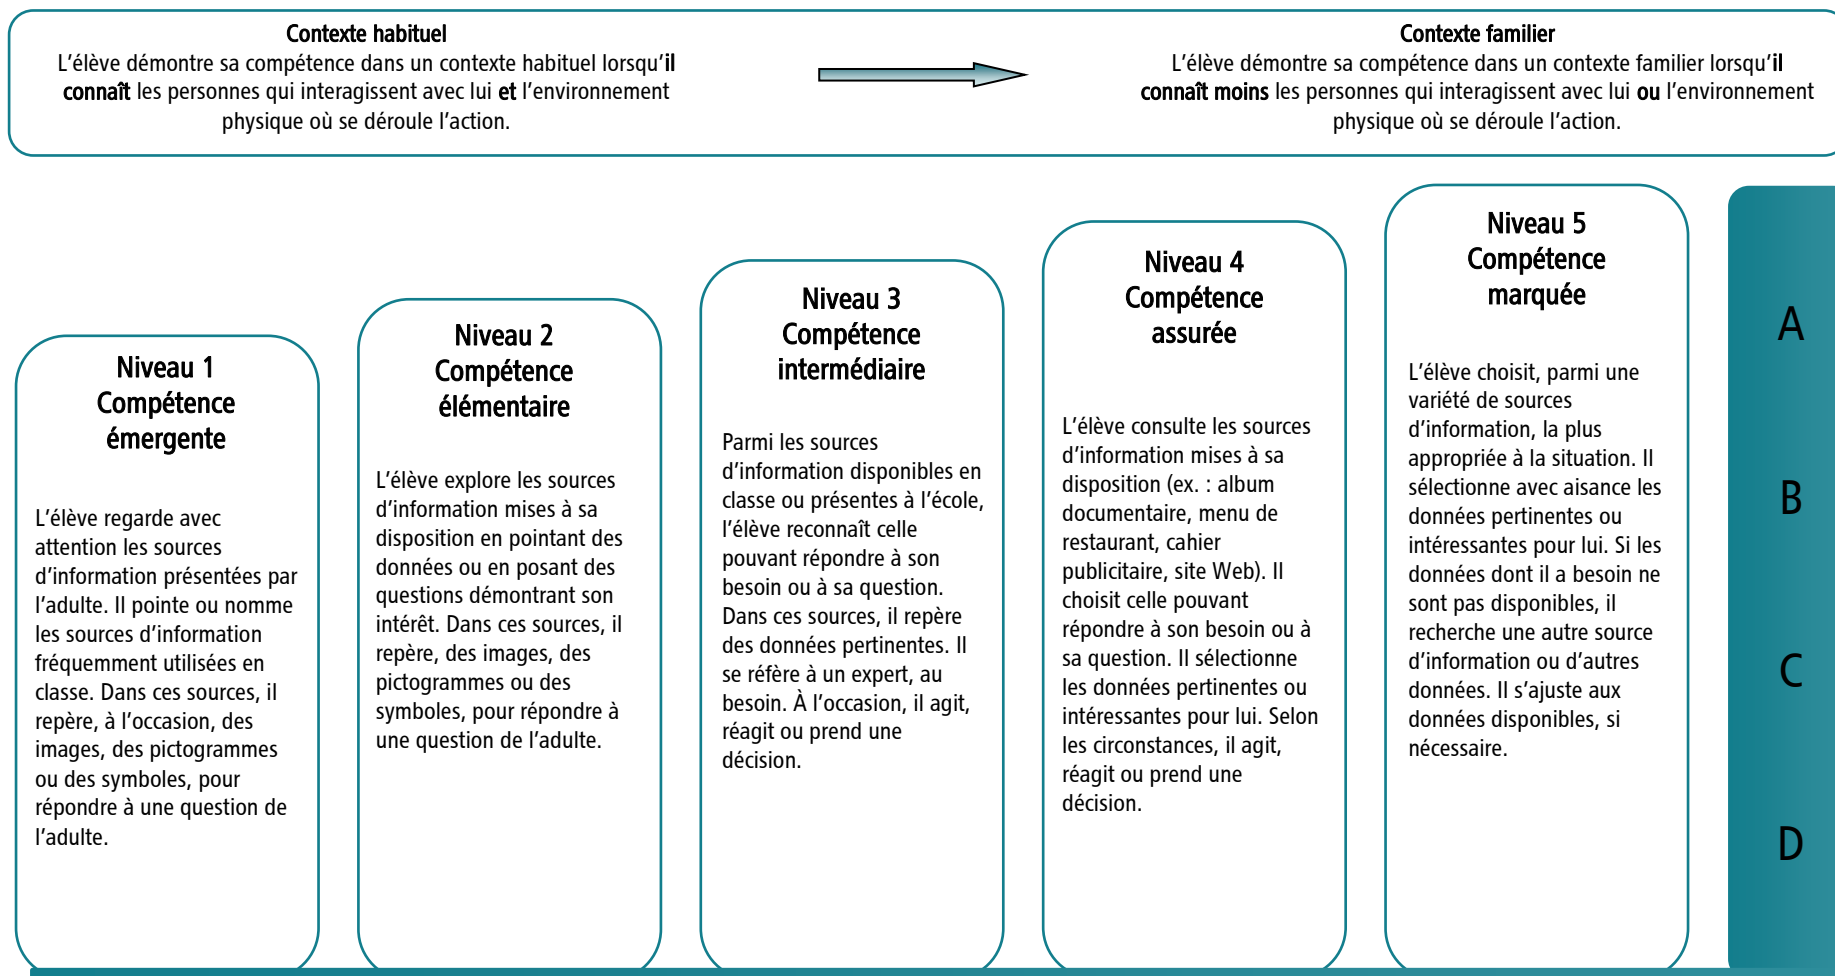 Contexte habituel
L'élève démontre sa compétence dans un contexte habituel lorsqu'il
connaît les personnes qui interagissent avec lui et l'environnement
physique où se déroule l'action.
Contexte familier
L'élève démontre sa compétence dans un contexte familier lorsqu'il
connaît moins les personnes qui interagissent avec lui ou l'environnement
physique où se déroule l'action.
Niveau 1
Compétence
émergente
L'élève regarde avec
attention les sources
d'information présentées par
l'adulte. Il pointe ou nomme
les sources d'information
fréquemment utilisées en
classe. Dans ces sources, il
repère, à l'occasion, des
images, des pictogrammes
ou des symboles, pour
répondre à une question de
l'adulte.
Niveau 2
Compétence
élémentaire
L'élève explore les sources
d'information mises à sa
disposition en pointant des
données ou en posant des
questions démontrant son
intérêt. Dans ces sources, il
repère, des images, des
pictogrammes ou des
symboles, pour répondre à
une question de l'adulte.
Niveau 3
Compétence
intermédiaire
Parmi les sources
d'information disponibles en
classe ou présentes à l'école,
l'élève reconnaît celle
pouvant répondre à son
besoin ou à sa question.
Dans ces sources, il repère
des données pertinentes. Il
se réfère à un expert, au
besoin. À l'occasion, il agit,
réagit ou prend une
décision.
Niveau 4
Compétence
assurée
L'élève consulte les sources
d'information mises à sa
disposition (ex. : album
documentaire, menu de
restaurant, cahier
publicitaire, site Web). Il
choisit celle pouvant
répondre à son besoin ou à
sa question. Il sélectionne
les données pertinentes ou
intéressantes pour lui. Selon
les circonstances, il agit,
réagit ou prend une
décision.
Niveau 5
Compétence
marquée
L'élève choisit, parmi une
variété de sources
d'information, la plus
appropriée à la situation. Il
sélectionne avec aisance les
données pertinentes ou
intéressantes pour lui. Si les
données dont il a besoin ne
sont pas disponibles, il
recherche une autre source
d'information ou d'autres
données. Il s'ajuste aux
données disponibles, si
nécessaire.
A
B
C
D